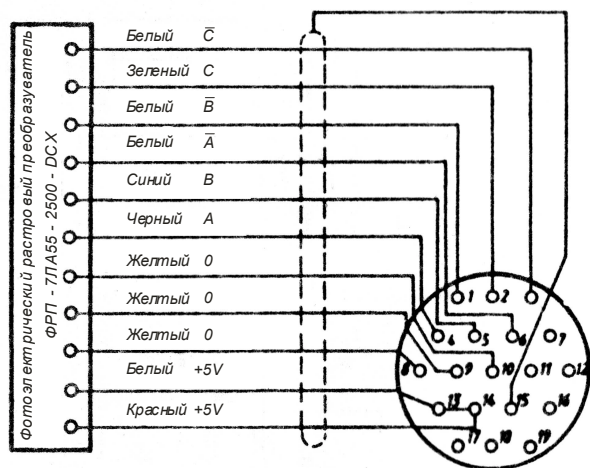 Фотоэлектрический растровый преобразуватель
ФРП - 7ЛА55 - 2500 - DCX
Белый C̅
Зеленый C
Белый B̅
Белый A̅
Синий B
Черный A
Желтый 0
Желтый 0
Желтый 0
Белый +5V
Красный +5V
1 2
4 5 6 7
8 9 10 11 12
13 14 15 16
17 18 19